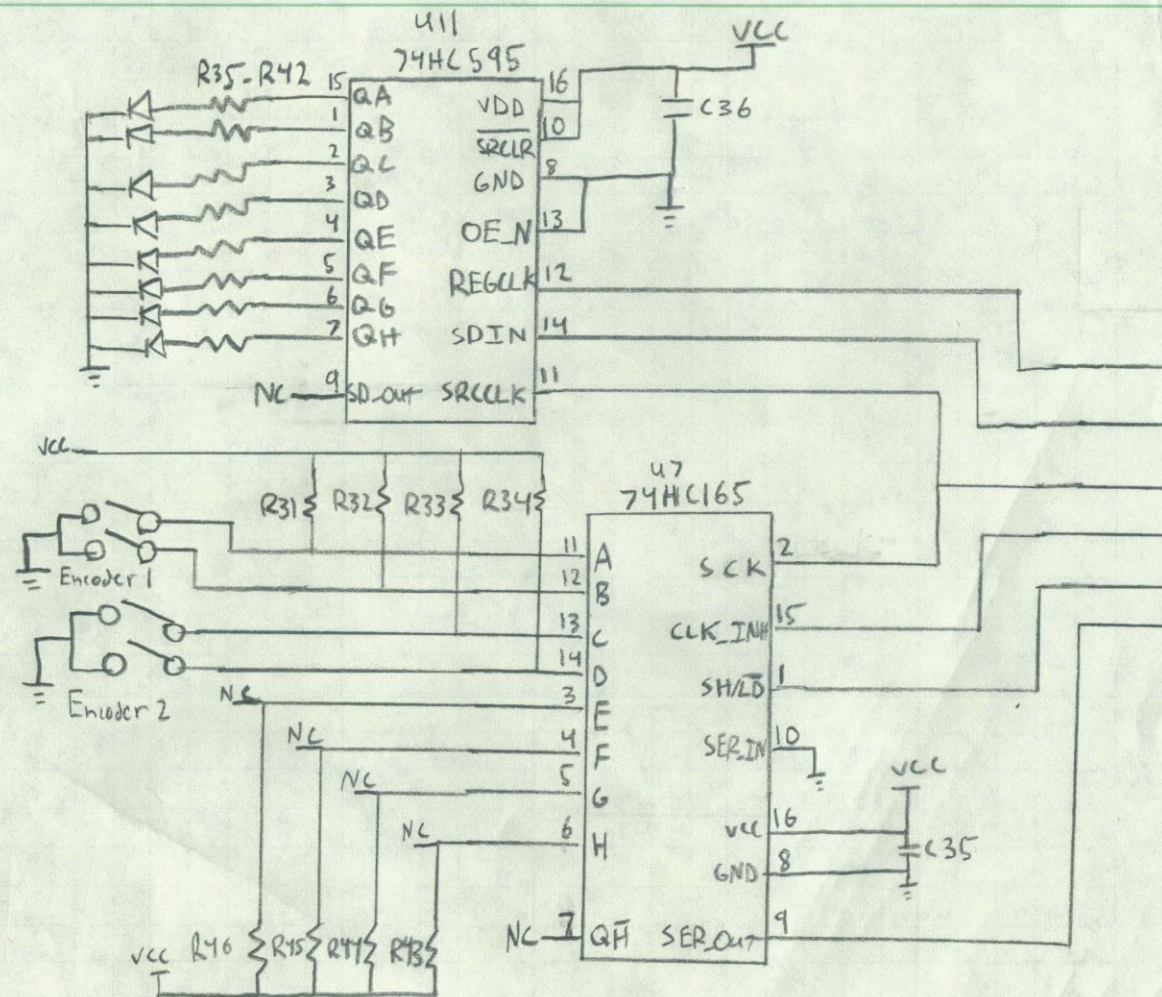 U11
74HC595
VCC
R35-R42
15 QA
1 QB
2 QC
3 QD
4 QE
5 QF
6 QG
7 QH
NC 9 SD_OUT
VDD 16
SRCLR 10
GND 8
OE_N 13
REGCLK 12
SDIN 14
SRCCLK 11
C36
VCC
R31 R32 R33 R34
Encoder 1
Encoder 2
U7
74HC165
11 A
12 B
13 C
14 D
NC 3 E
NC 4 F
NC 5 G
NC 6 H
NC 7 QH
SCK 2
CLK_INH 15
SH/LD 1
SER_IN 10
VCC 16
GND 8
SER_OUT 9
VCC
C35
VCC R46 R45 R44 R43